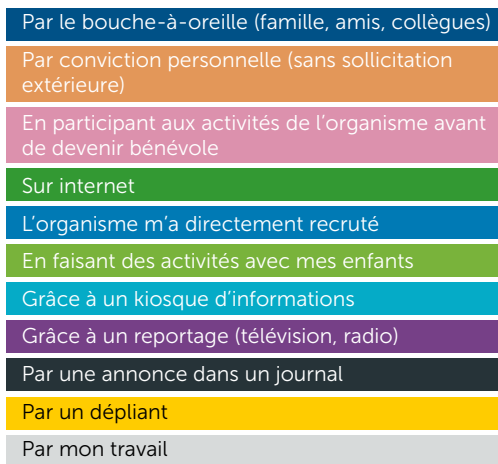 Par le bouche-à-oreille (famille, amis, collègues)
Par conviction personnelle (sans sollicitation
extérieure)
En participant aux activités de l’organisme avant
de devenir bénévole
Sur internet
L’organisme m’a directement recruté
En faisant des activités avec mes enfants
Grâce à un kiosque d’informations
Grâce à un reportage (télévision, radio)
Par une annonce dans un journal
Par un dépliant
Par mon travail